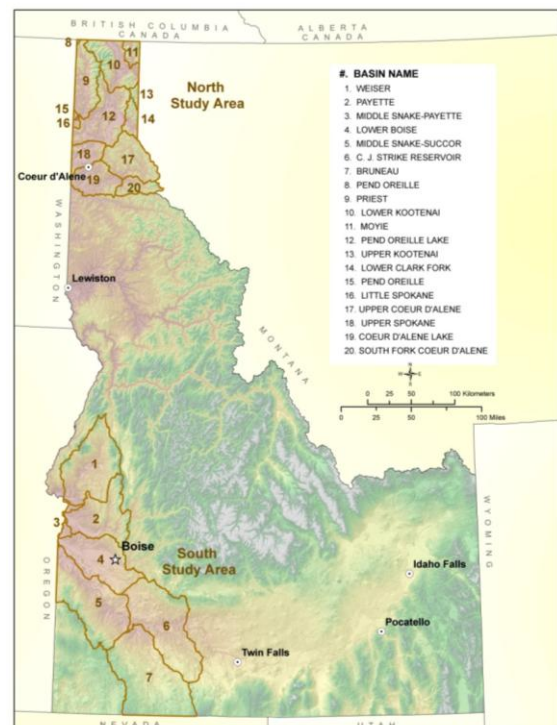 BRITISH COLUMBIA
CANADA
ALBERTA
CANADA
8
11
10
9
North
Study Area
13
15
16
12
14
18
17
Coeur d'Alene
19
20
WASHINGTON
Lewiston
MONTANA
#. BASIN NAME
1. WEISER
2. PAYETTE
3. MIDDLE SNAKE-PAYETTE
4. LOWER BOISE
5. MIDDLE SNAKE-SUCCOR
6. C. J. STRIKE RESERVOIR
7. BRUNEAU
8. PEND OREILLE
9. PRIEST
10. LOWER KOOTENAI
11. MOYIE
12. PEND OREILLE LAKE
13. UPPER KOOTENAI
14. LOWER CLARK FORK
15. PEND OREILLE
16. LITTLE SPOKANE
17. UPPER COEUR D'ALENE
18. UPPER SPOKANE
19. COEUR D'ALENE LAKE
20. SOUTH FORK COEUR D'ALENE
N
W E
S
0 25 50 100 Kilometers
0 25 50 100 Miles
1
3
2
Boise
4
South
Study Area
5
6
7
OREGON
WYOMING
Idaho Falls
Pocatello
Twin Falls
NEVADA
UTAH